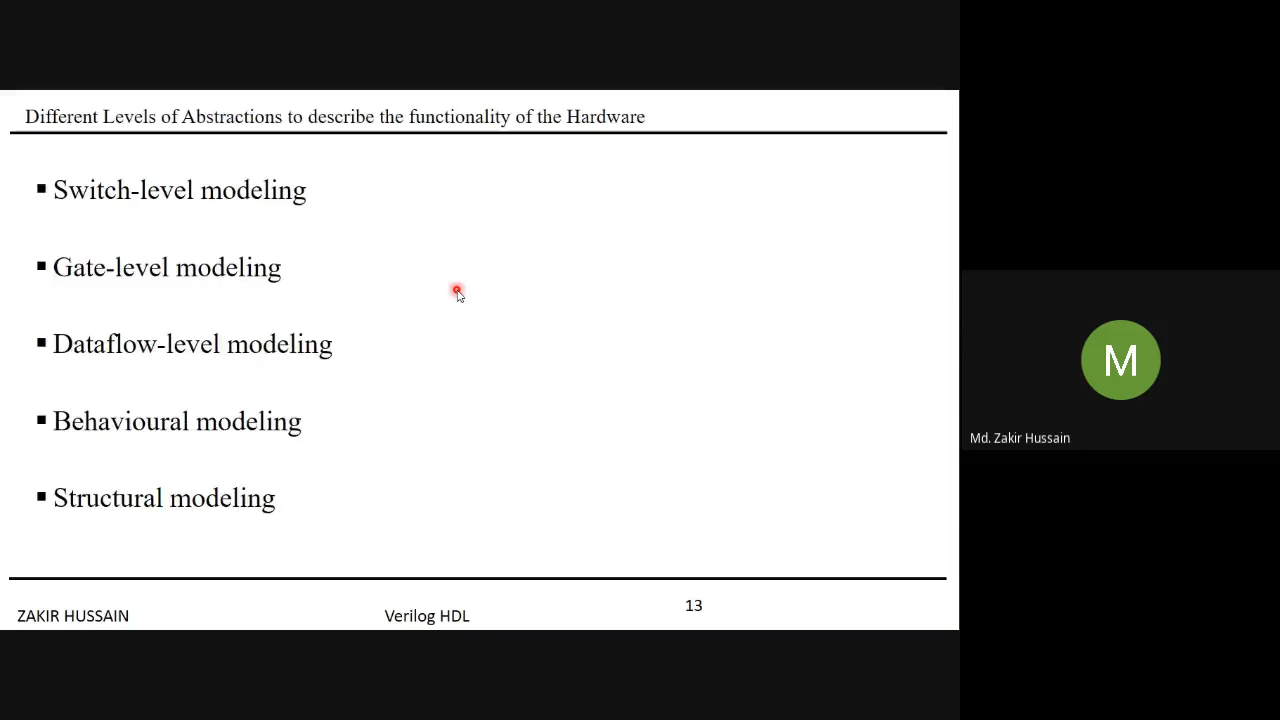 Different Levels of Abstractions to describe the functionality of the Hardware
▪ Switch-level modeling
▪ Gate-level modeling
▪ Dataflow-level modeling
▪ Behavioural modeling
▪ Structural modeling
ZAKIR HUSSAIN
Verilog HDL
13
M
Md. Zakir Hussain